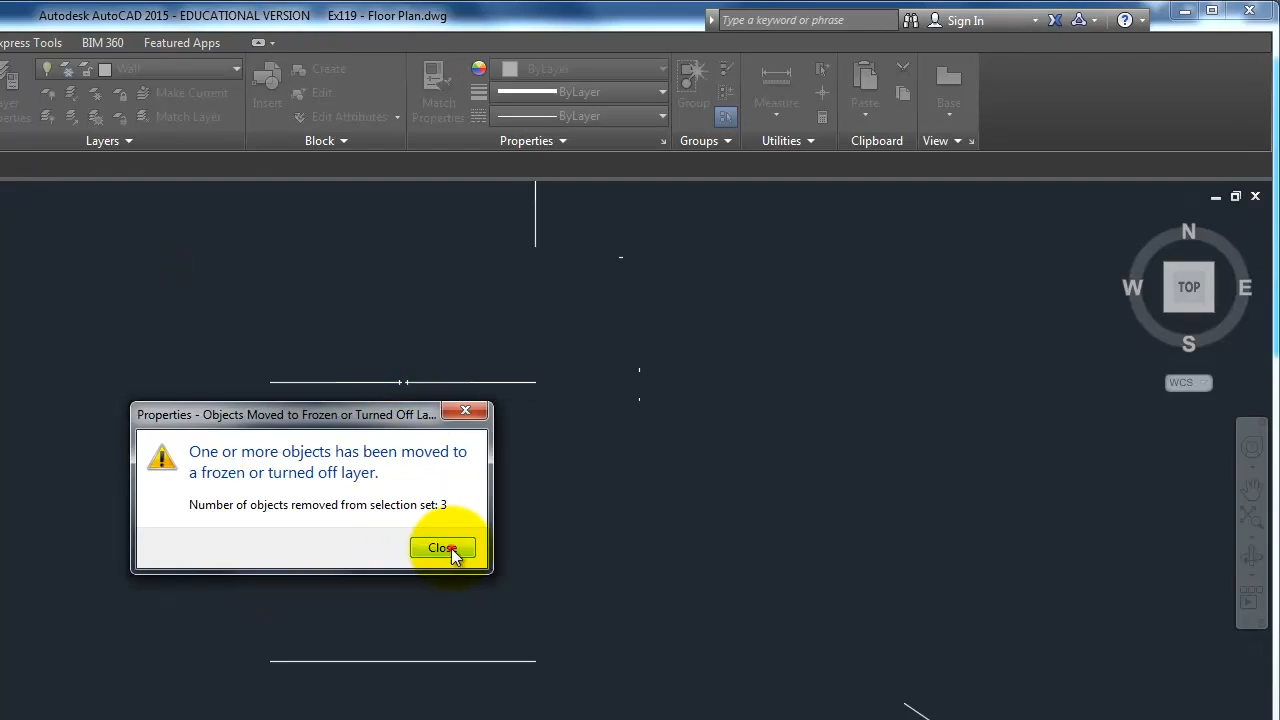 Autodesk AutoCAD 2015 - EDUCATIONAL VERSION Ex119 - Floor Plan.dwg
Type a keyword or phrase
Sign In
xpress Tools BIM 360 Featured Apps
Wall
Make Current
Match Layer
ayer
operties
Layers
Insert
Create
Edit
Edit Attributes
Block
Match
Properties
ByLayer
ByLayer
ByLayer
Properties
Group
Groups
Measure
Utilities
Paste
Clipboard
Base
View
N
W TOP E
S
WCS
Properties - Objects Moved to Frozen or Turned Off La...
One or more objects has been moved to
a frozen or turned off layer.
Number of objects removed from selection set: 3
Close